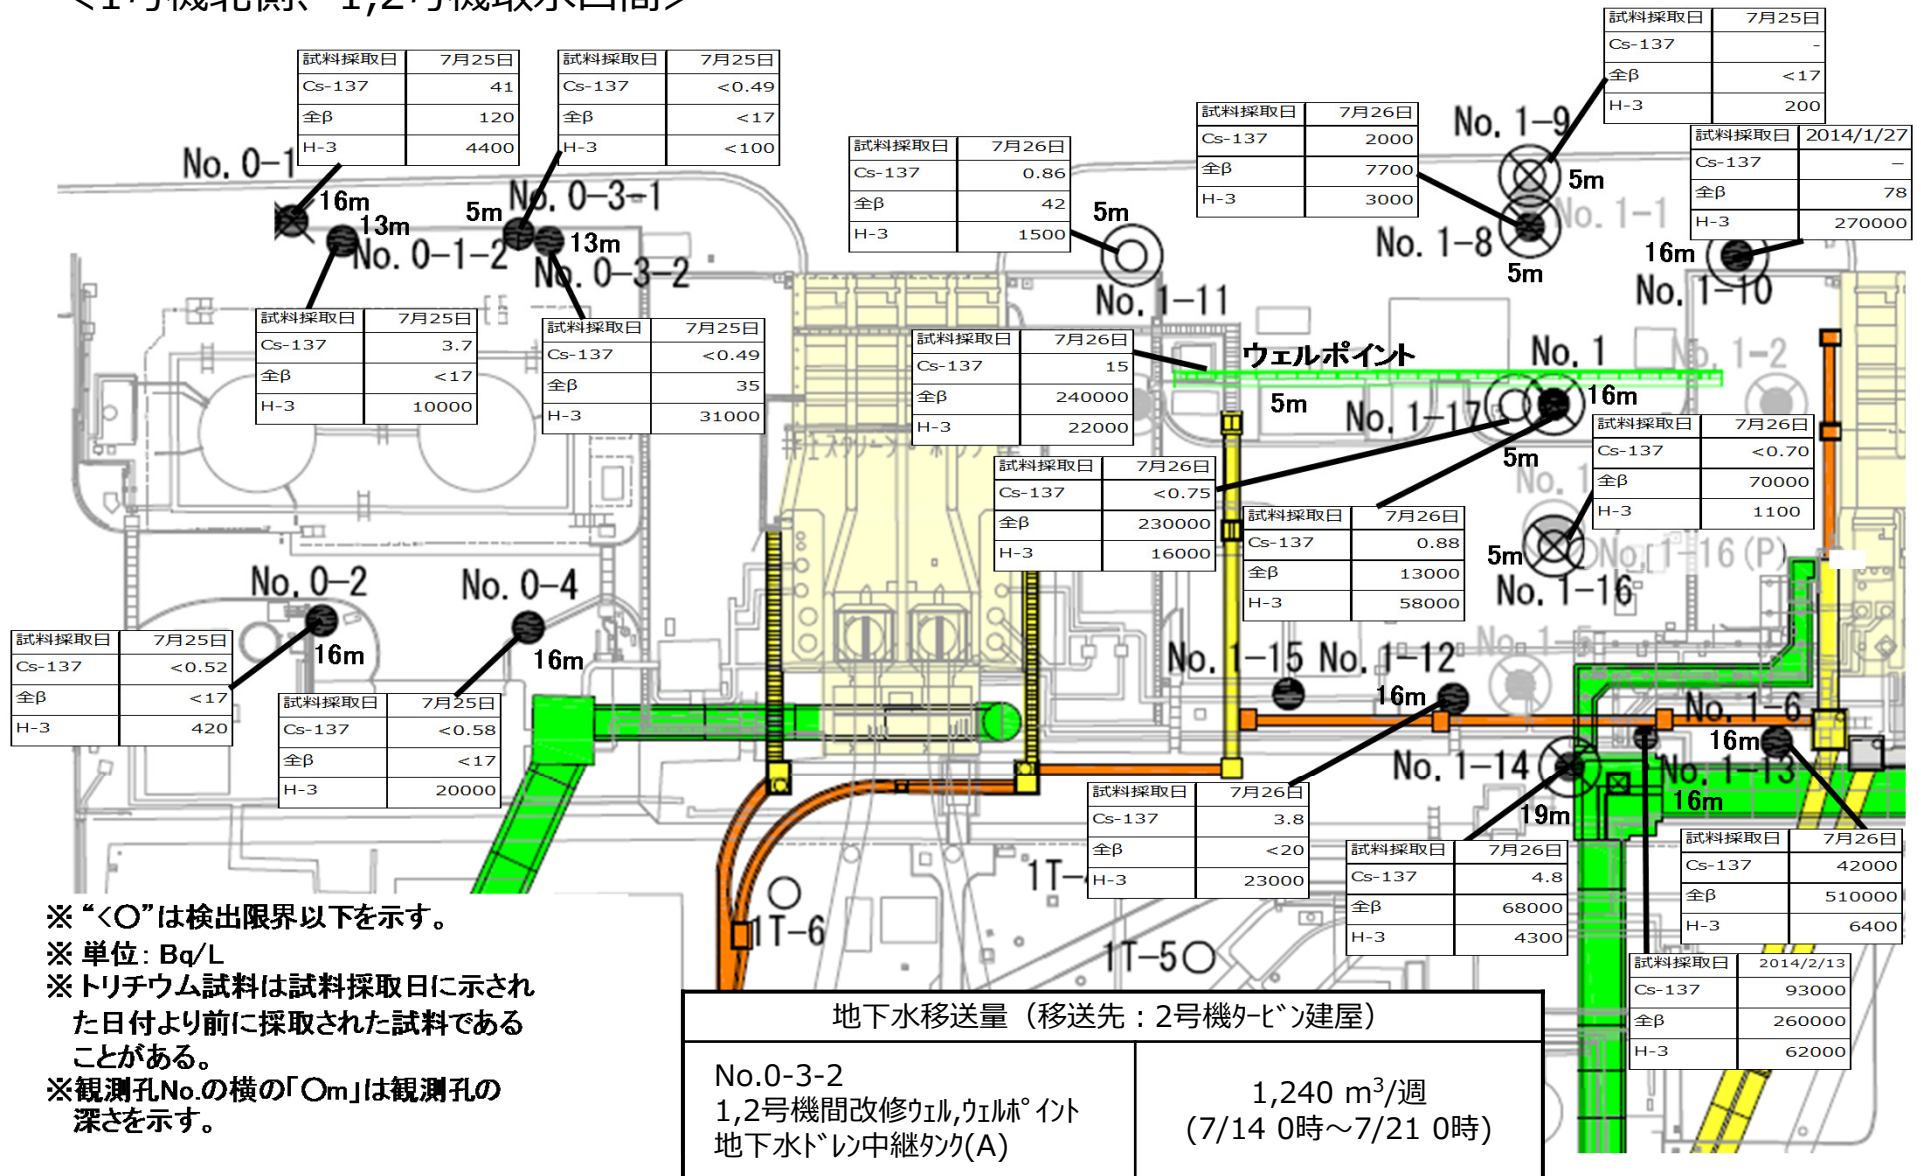 <1号機北側、1,2号機取水口間>
試料採取日 7月25日
Cs-137 41
全β 120
H-3 4400
試料採取日 7月25日
Cs-137 <0.49
全β <17
H-3 <100
試料採取日 7月26日
Cs-137 0.86
全β 42
H-3 1500
試料採取日 7月26日
Cs-137 2000
全β 7700
H-3 3000
試料採取日 7月25日
Cs-137 -
全β <17
H-3 200
試料採取日 2014/1/27
Cs-137 –
全β 78
H-3 270000
No. 0-1
16m
13m
No. 0-1-2
5m
No. 0-3-1
13m
No. 0-3-2
5m
No. 1-11
No. 1-9
5m
No. 1-1
No. 1-8
5m
16m
No. 1-10
試料採取日 7月25日
Cs-137 3.7
全β <17
H-3 10000
試料採取日 7月25日
Cs-137 <0.49
全β 35
H-3 31000
試料採取日 7月26日
Cs-137 15
全β 240000
H-3 22000
ウェルポイント
5m
No. 1
16m
No. 1-17
5m
1-2
試料採取日 7月26日
Cs-137 <0.75
全β 230000
H-3 16000
試料採取日 7月26日
Cs-137 0.88
全β 13000
H-3 58000
試料採取日 7月26日
Cs-137 <0.70
全β 70000
H-3 1100
5m
No. 1-16
No. 1-16(P)
No. 1-5
No. 0-2
16m
No. 0-4
16m
No. 1-15
No. 1-12
16m
No. 1-6
16m
No. 1-14
19m
No. 1-13
16m
試料採取日 7月25日
Cs-137 <0.52
全β <17
H-3 420
試料採取日 7月25日
Cs-137 <0.58
全β <17
H-3 20000
試料採取日 7月26日
Cs-137 3.8
全β <20
H-3 23000
試料採取日 7月26日
Cs-137 4.8
全β 68000
H-3 4300
試料採取日 7月26日
Cs-137 42000
全β 510000
H-3 6400
試料採取日 2014/2/13
Cs-137 93000
全β 260000
H-3 62000
1T-6
1T-
1T-5
※ “<○”は検出限界以下を示す。
※ 単位: Bq/L
※トリチウム試料は試料採取日に示され
た日付より前に採取された試料である
ことがある。
※観測孔No.の横の「○m」は観測孔の
深さを示す。
地下水移送量（移送先：2号機ﾀｰﾋﾞﾝ建屋）
No.0-3-2
1,2号機間改修ｳｪﾙ,ｳｪﾙﾎﾟｲﾝﾄ
地下水ﾄﾞﾚﾝ中継ﾀﾝｸ(A)
1,240 m³/週
(7/14 0時～7/21 0時)